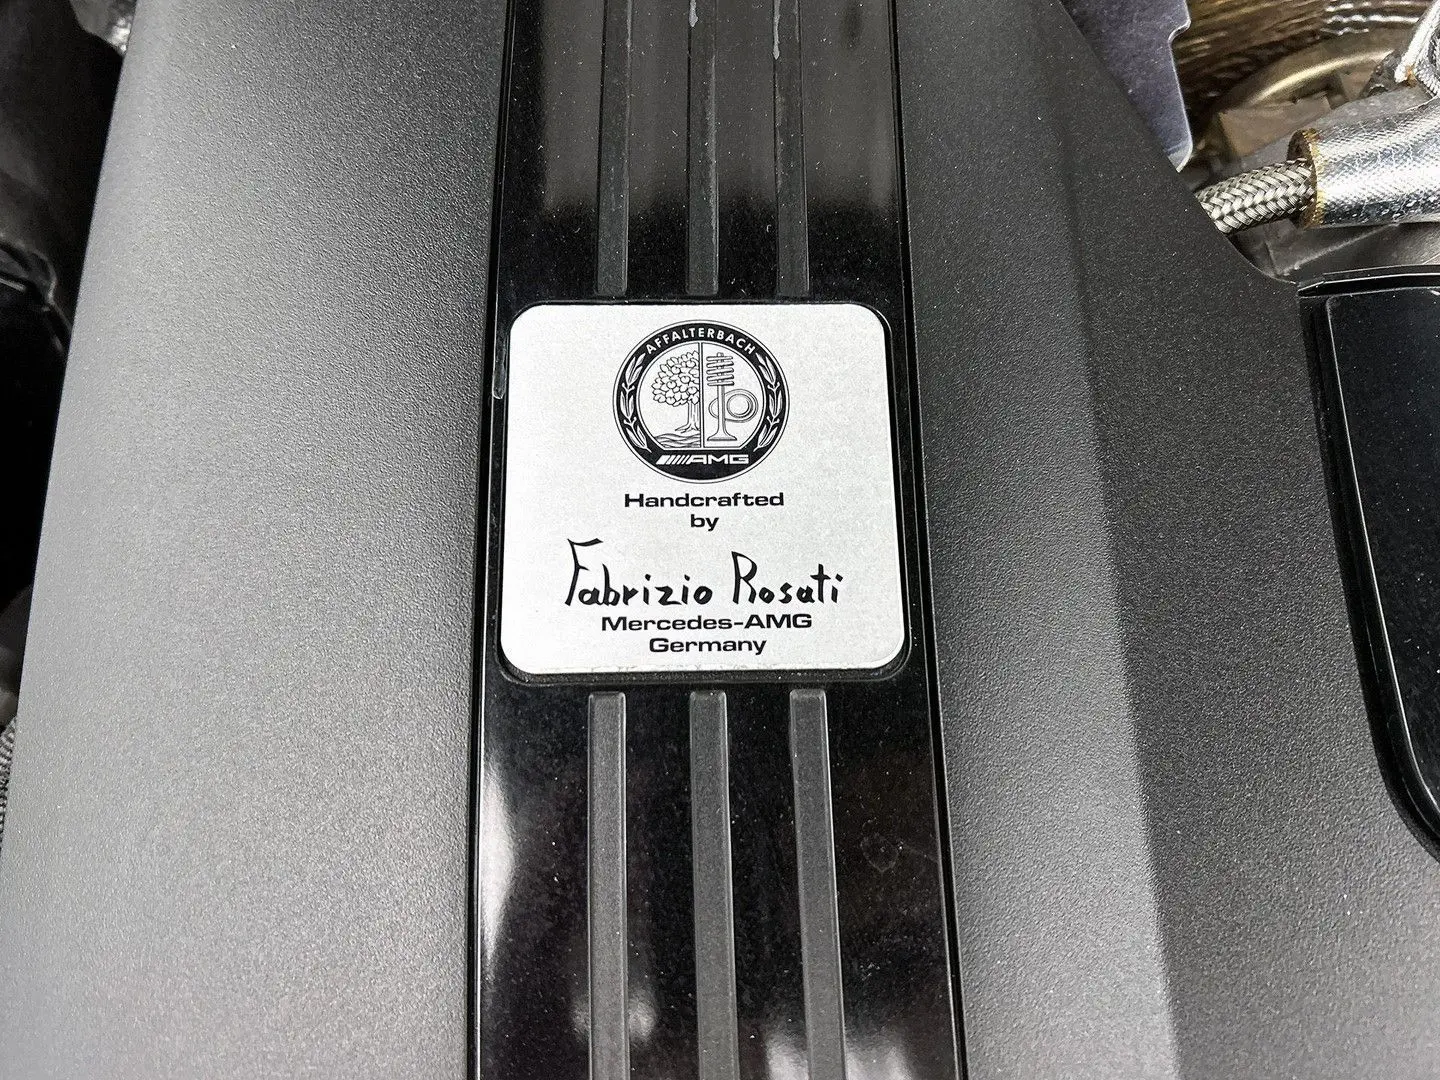 AFFALTERBACH
AMG
Handcrafted
by
Fabrizio Rosati
Mercedes-AMG
Germany